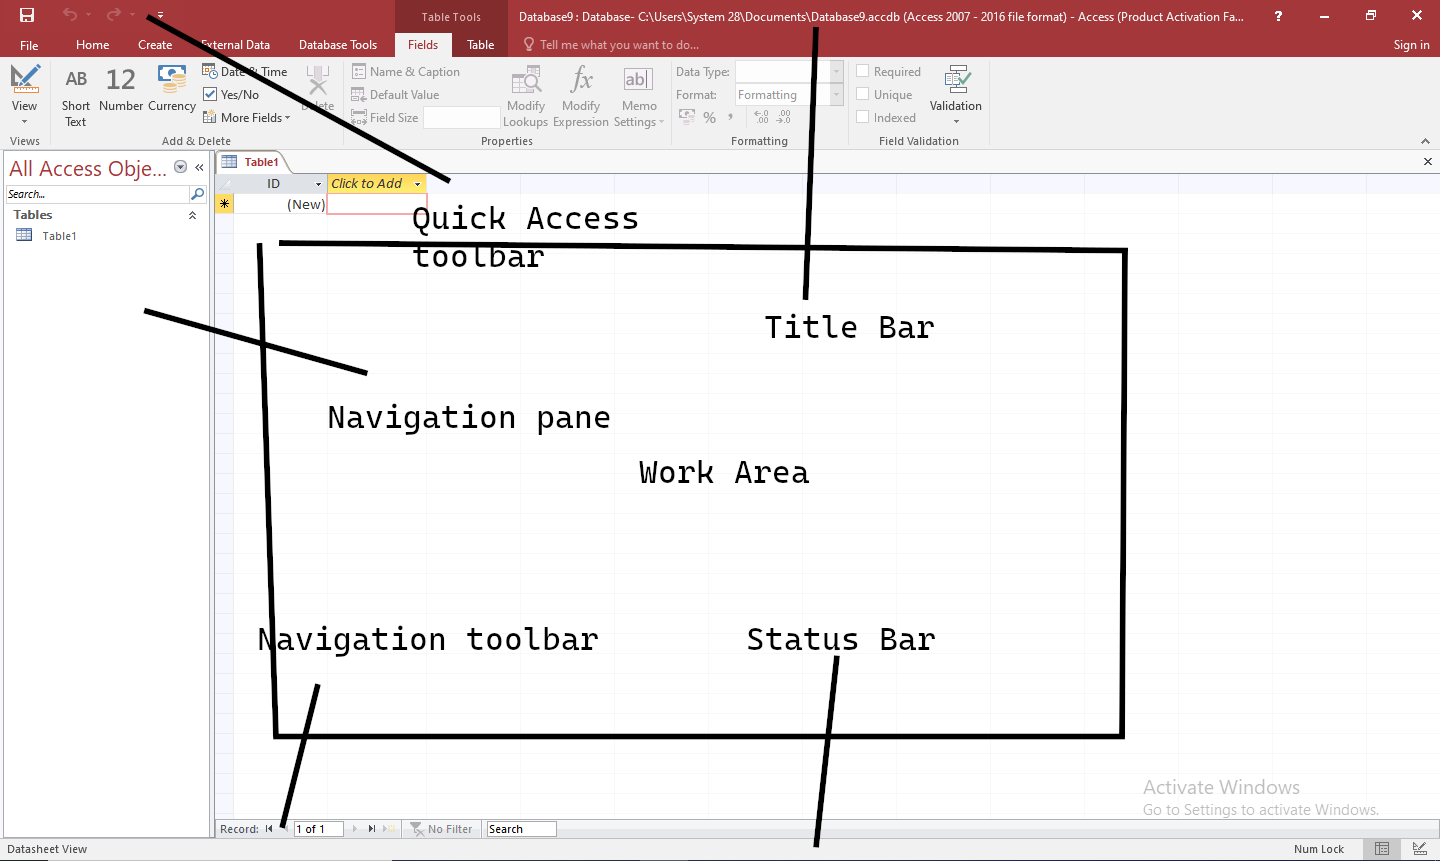 Table Tools
Database9 : Database- C:\Users\System 28\Documents\Database9.accdb (Access 2007 - 2016 file format) - Access (Product Activation Fa...
?
File Home Create External Data Database Tools Fields Table Tell me what you want to do... Sign in
View
Views
AB
Short
Text
12
Number
Currency
Date & Time
Yes/No
More Fields
Delete
Add & Delete
Name & Caption
Default Value
Field Size
Modify
Lookups
fx
Modify
Expression
ab
Memo
Settings
Properties
Data Type:
Format: Formatting
% , .0 .00
Formatting
Required
Unique
Indexed
Validation
Field Validation
All Access Obje... «
Search...
Tables
Table1
Table1
ID Click to Add
(New)
Quick Access
toolbar
Title Bar
Navigation pane
Work Area
Navigation toolbar
Status Bar
Activate Windows
Go to Settings to activate Windows.
Record: 1 of 1 No Filter Search
Datasheet View Num Lock